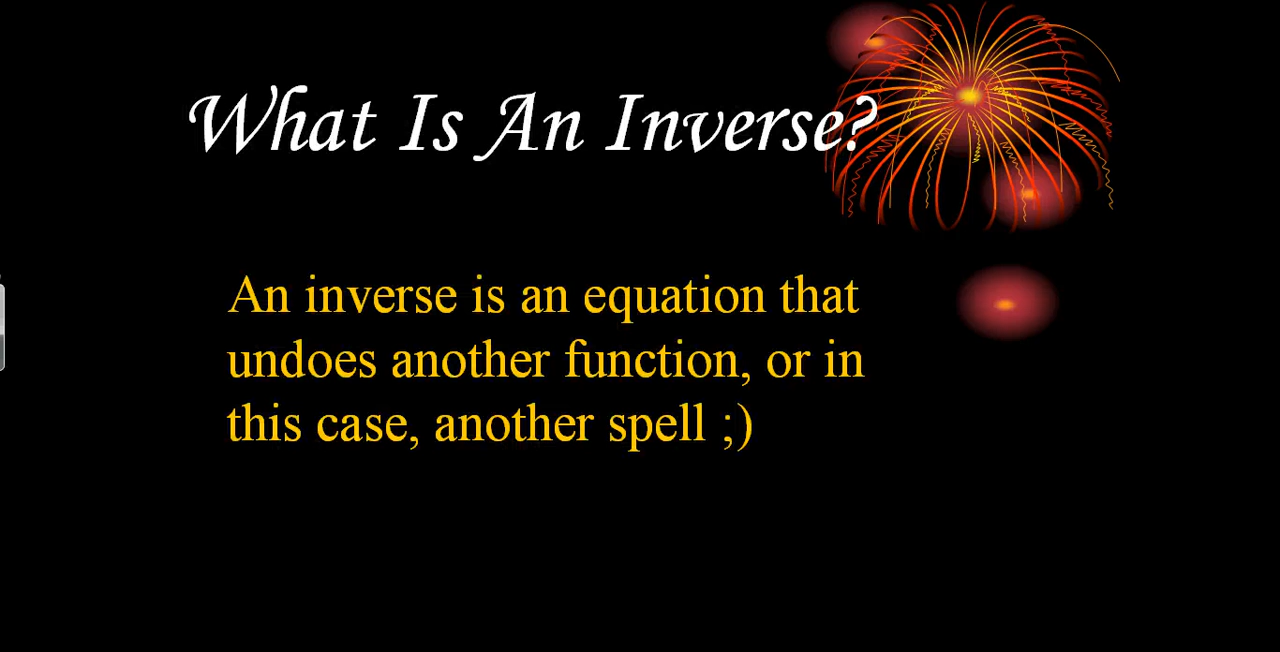 What Is An Inverse?
An inverse is an equation that
undoes another function, or in
this case, another spell ;)